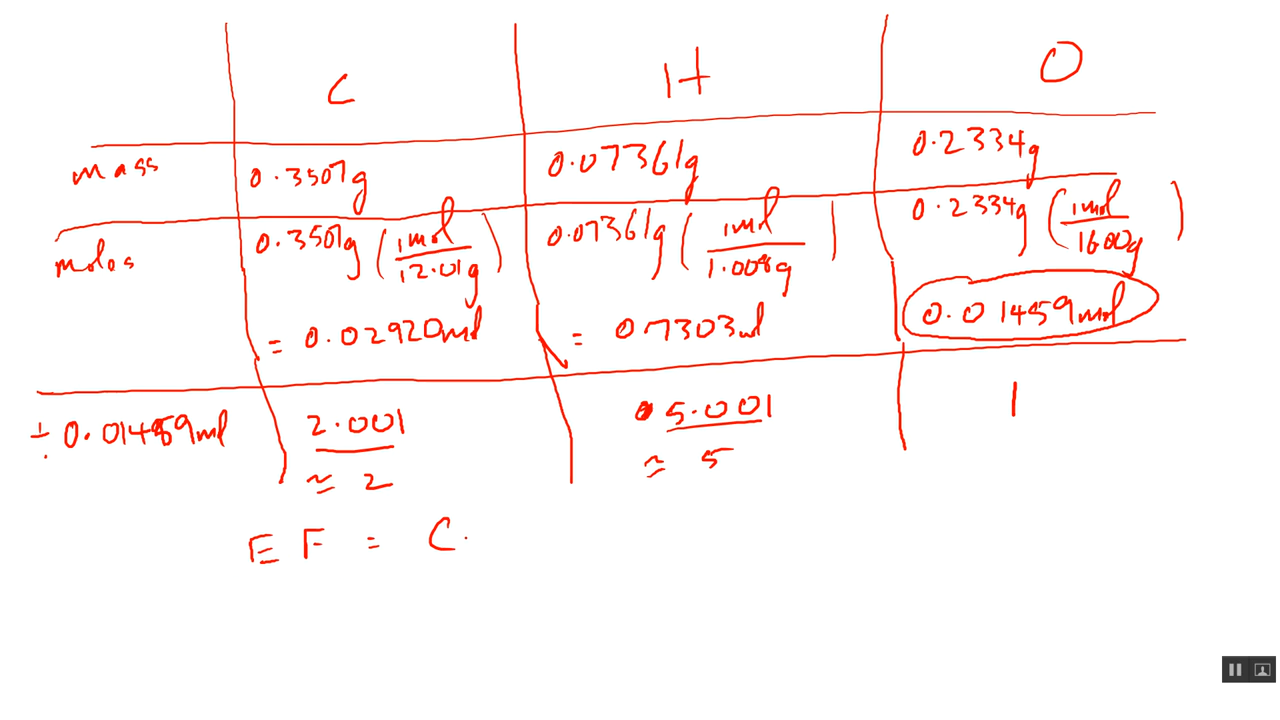 C H O
mass 0.3507g 0.07361g 0.2334g
moles 0.3507g (1mol/12.01g) 0.07361g (1mol/1.008g) 0.2334g (1mol/16.00g)
= 0.02920mol = 0.7303mol 0.01459mol
÷ 0.01459mol 2.001 5.001 1
≈ 2 ≈ 5
EF = C